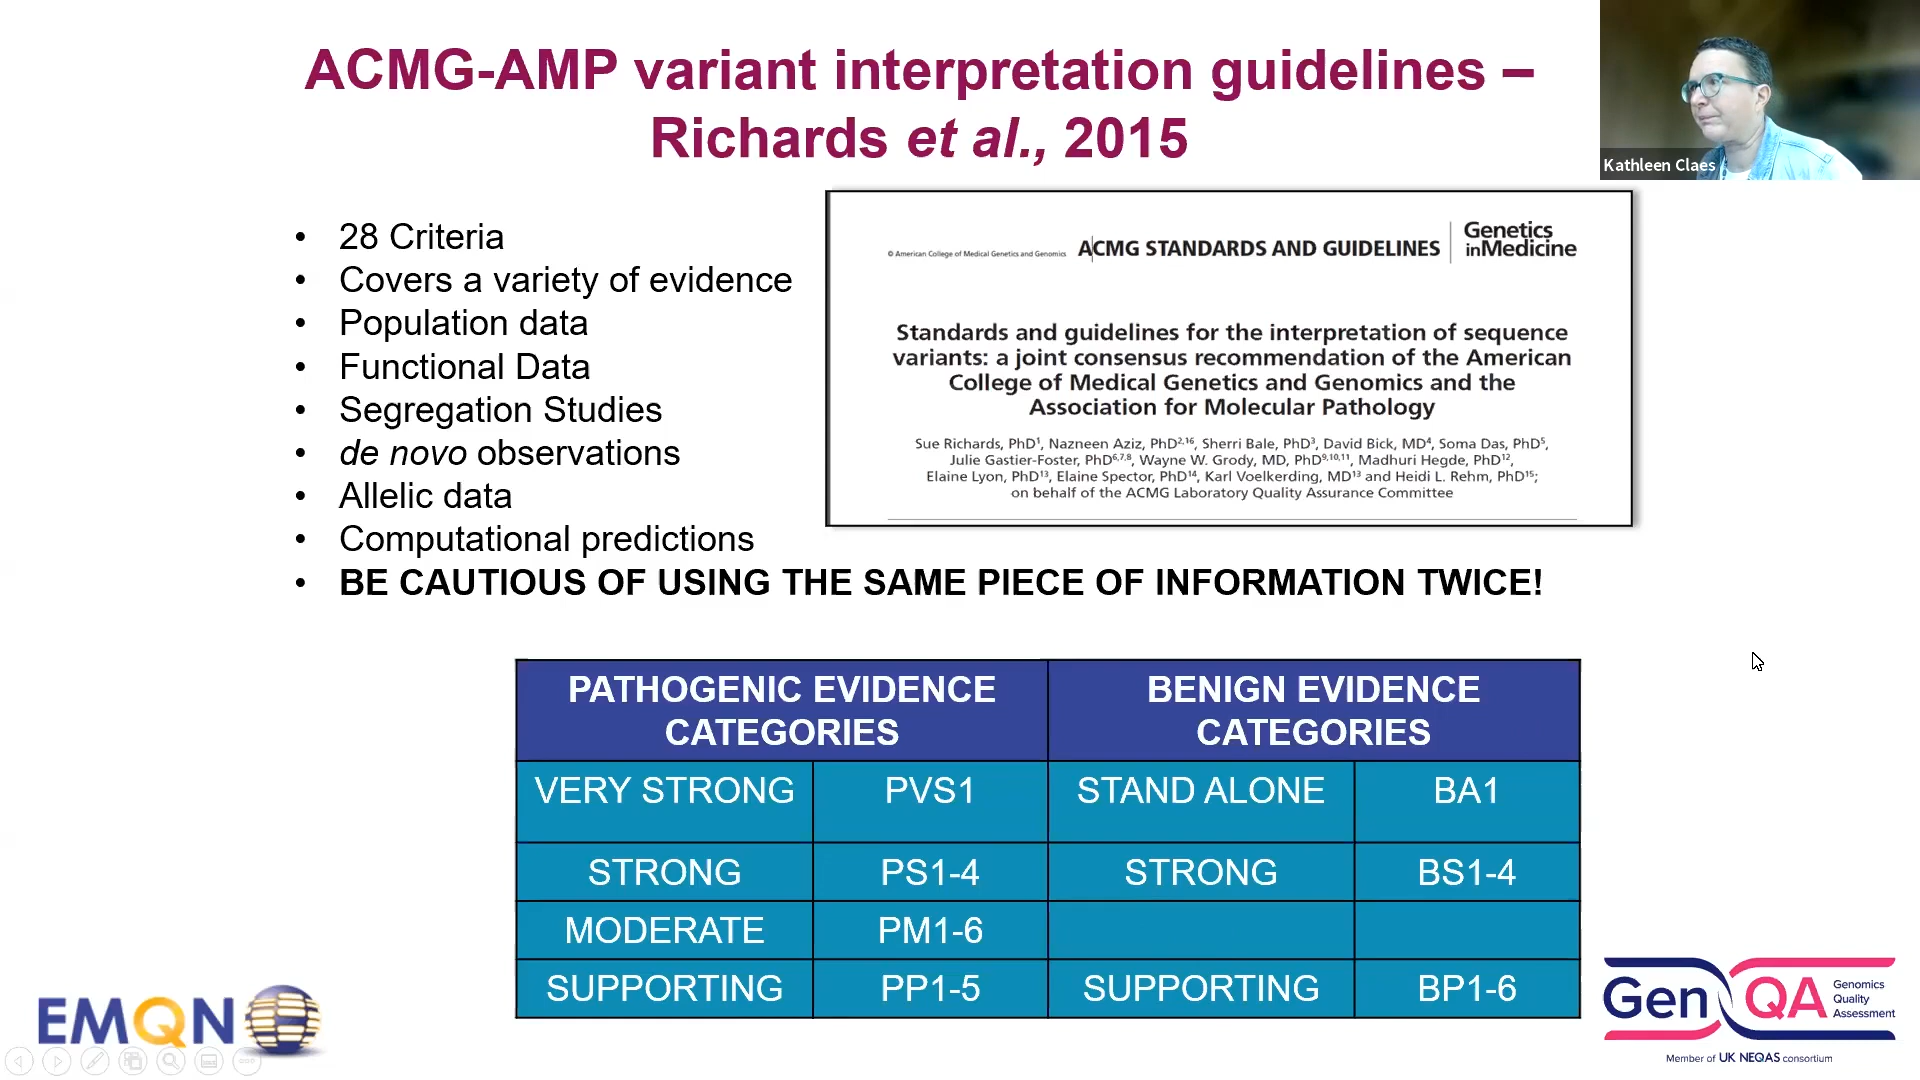 ACMG-AMP variant interpretation guidelines –
Richards et al., 2015
Kathleen Claes
• 28 Criteria
• Covers a variety of evidence
• Population data
• Functional Data
• Segregation Studies
• de novo observations
• Allelic data
• Computational predictions
• BE CAUTIOUS OF USING THE SAME PIECE OF INFORMATION TWICE!
© American College of Medical Genetics and Genomics ACMG STANDARDS AND GUIDELINES
Genetics
inMedicine
Standards and guidelines for the interpretation of sequence
variants: a joint consensus recommendation of the American
College of Medical Genetics and Genomics and the
Association for Molecular Pathology
Sue Richards, PhD1, Nazneen Aziz, PhD2,16, Sherri Bale, PhD3, David Bick, MD4, Soma Das, PhD5,
Julie Gastier-Foster, PhD6,7,8, Wayne W. Grody, MD, PhD9,10,11, Madhuri Hegde, PhD12,
Elaine Lyon, PhD13, Elaine Spector, PhD14, Karl Voelkerding, MD13 and Heidi L. Rehm, PhD15;
on behalf of the ACMG Laboratory Quality Assurance Committee
PATHOGENIC EVIDENCE
CATEGORIES
BENIGN EVIDENCE
CATEGORIES
VERY STRONG PVS1 STAND ALONE BA1
STRONG PS1-4 STRONG BS1-4
MODERATE PM1-6
SUPPORTING PP1-5 SUPPORTING BP1-6
EMQN
Gen QA
Genomics
Quality
Assessment
Member of UK NEQAS consortium